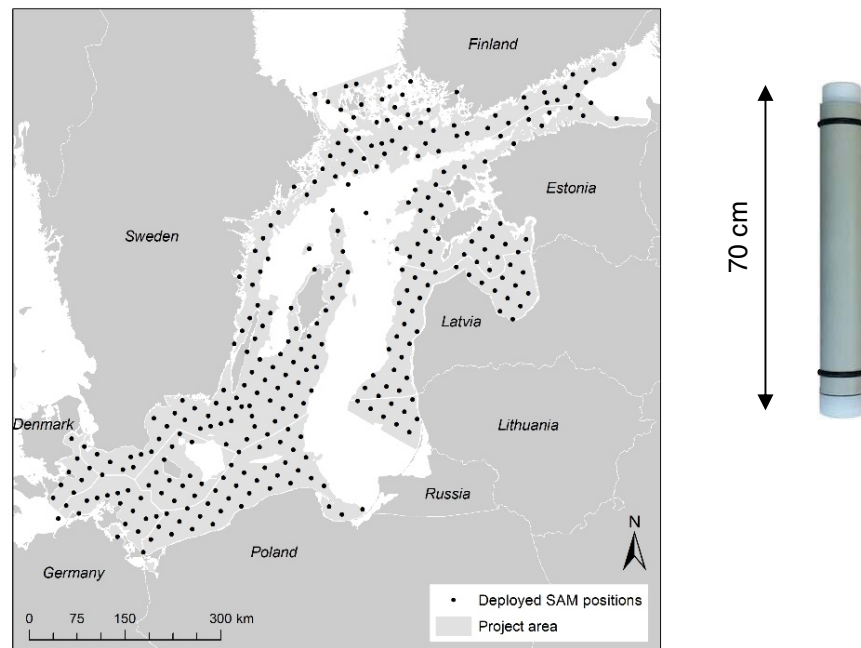 Finland
Estonia
Sweden
Latvia
Denmark
Lithuania
Russia
Poland
Germany
N
Deployed SAM positions
Project area
0 75 150 300 km
70 cm